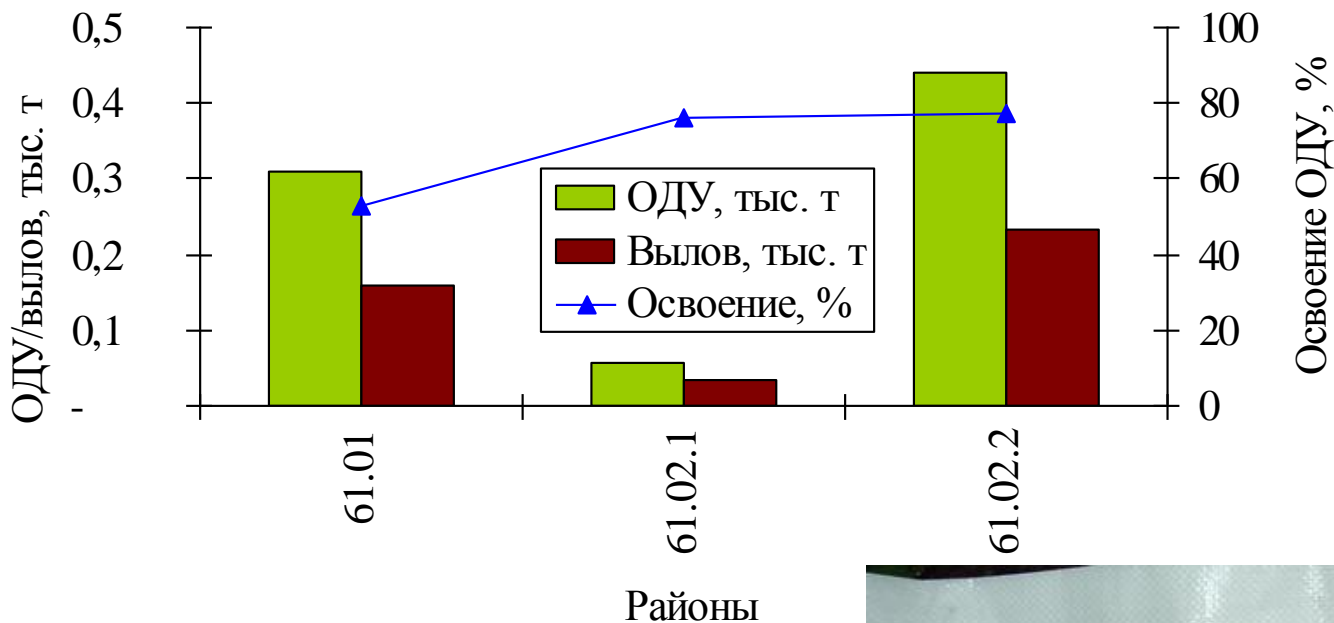 ОДУ/вылов, тыс. т
0,5
0,4
0,3
0,2
0,1
-
ОДУ, тыс. т
Вылов, тыс. т
Освоение, %
100
80
60
40
20
0
Освоение ОДУ, %
61.01
61.02.1
61.02.2
Районы